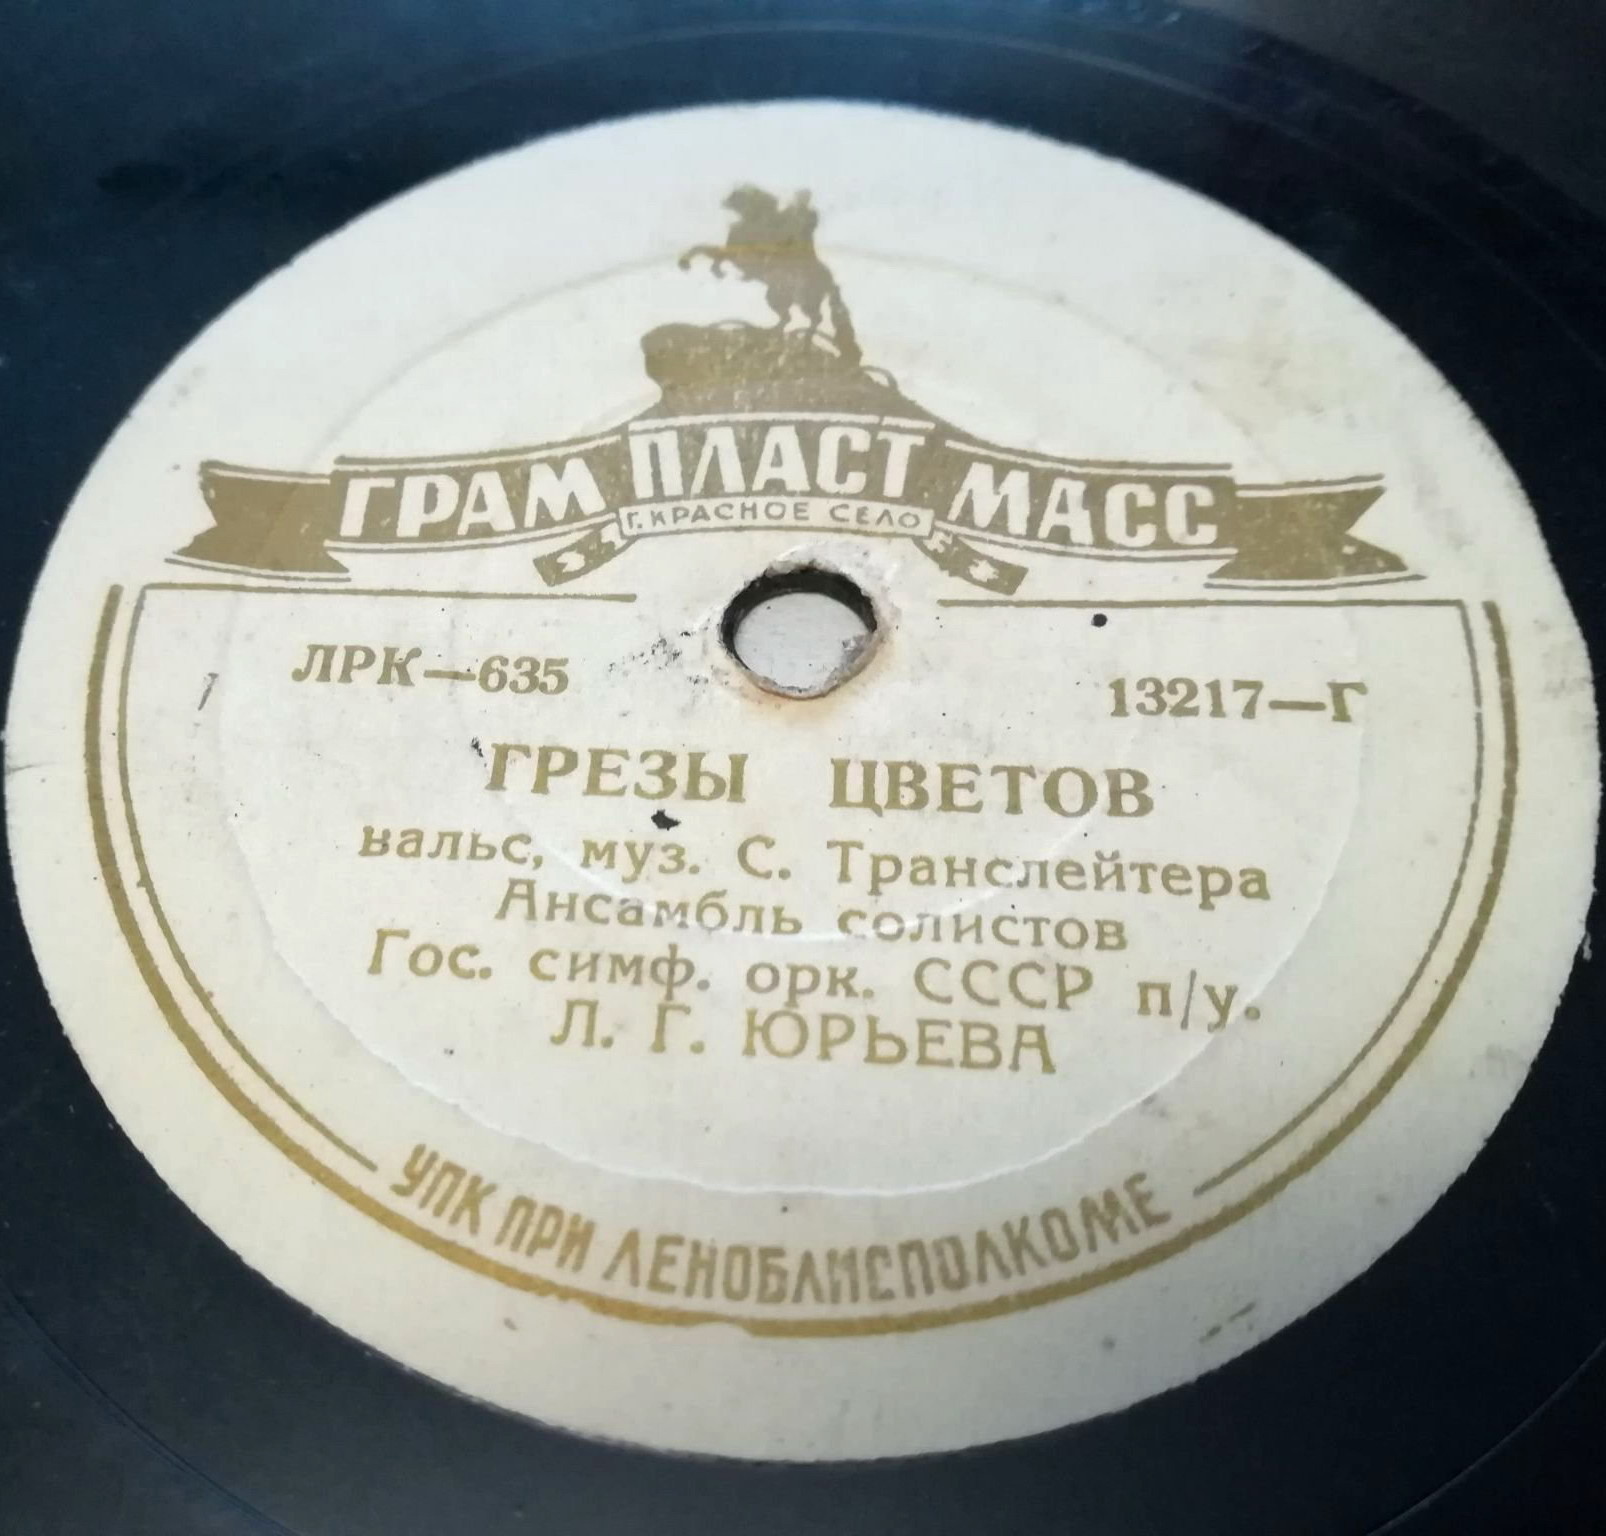 ГРАМ ПЛАСТ МАСС
Г. КРАСНОЕ СЕЛО
ЛРК—635
13217—Г
ГРЕЗЫ ЦВЕТОВ
вальс, муз. С. Транслейтера
Ансамбль солистов
Гос. симф. орк. СССР п/у.
Л. Г. ЮРЬЕВА
УПК ПРИ ЛЕНОБЛИСПОЛКОМЕ